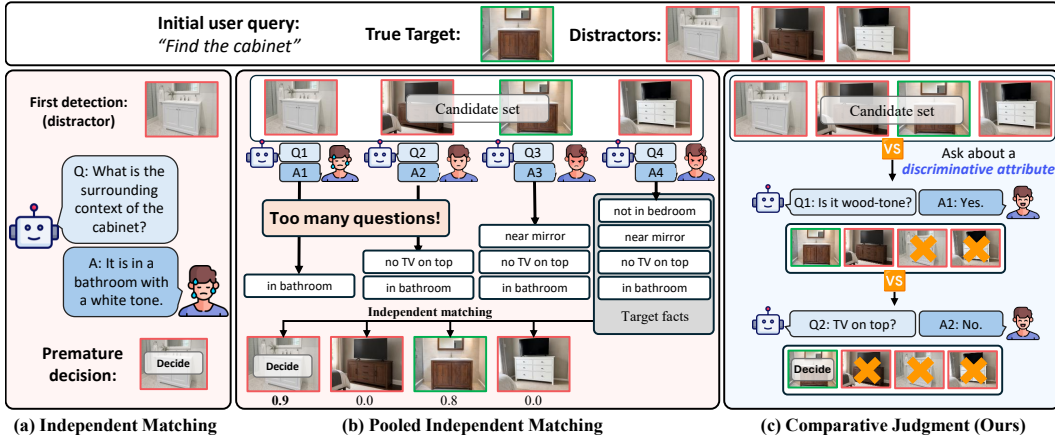 Initial user query:
“Find the cabinet”
True Target:
Distractors:
First detection:
(distractor)
Q: What is the
surrounding
context of the
cabinet?
A: It is in a
bathroom with
a white tone.
Premature
decision:
Decide
(a) Independent Matching
Candidate set
Q1
A1
Q2
A2
Q3
A3
Q4
A4
Too many questions!
in bathroom
no TV on top
in bathroom
near mirror
no TV on top
in bathroom
not in bedroom
near mirror
no TV on top
in bathroom
Target facts
Independent matching
Decide
0.9
0.0
0.8
0.0
(b) Pooled Independent Matching
Candidate set
VS
Ask about a
discriminative attribute
Q1: Is it wood-tone?
A1: Yes.
VS
Q2: TV on top?
A2: No.
Decide
(c) Comparative Judgment (Ours)